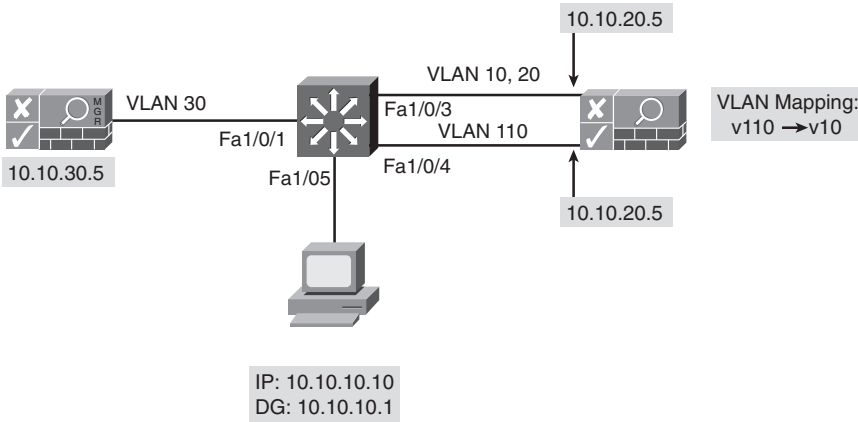 10.10.20.5
VLAN 10, 20
MGR
VLAN 30
Fa1/0/3
VLAN Mapping:
v110 → v10
VLAN 110
Fa1/0/1
10.10.30.5
Fa1/05
Fa1/0/4
10.10.20.5
IP: 10.10.10.10
DG: 10.10.10.1